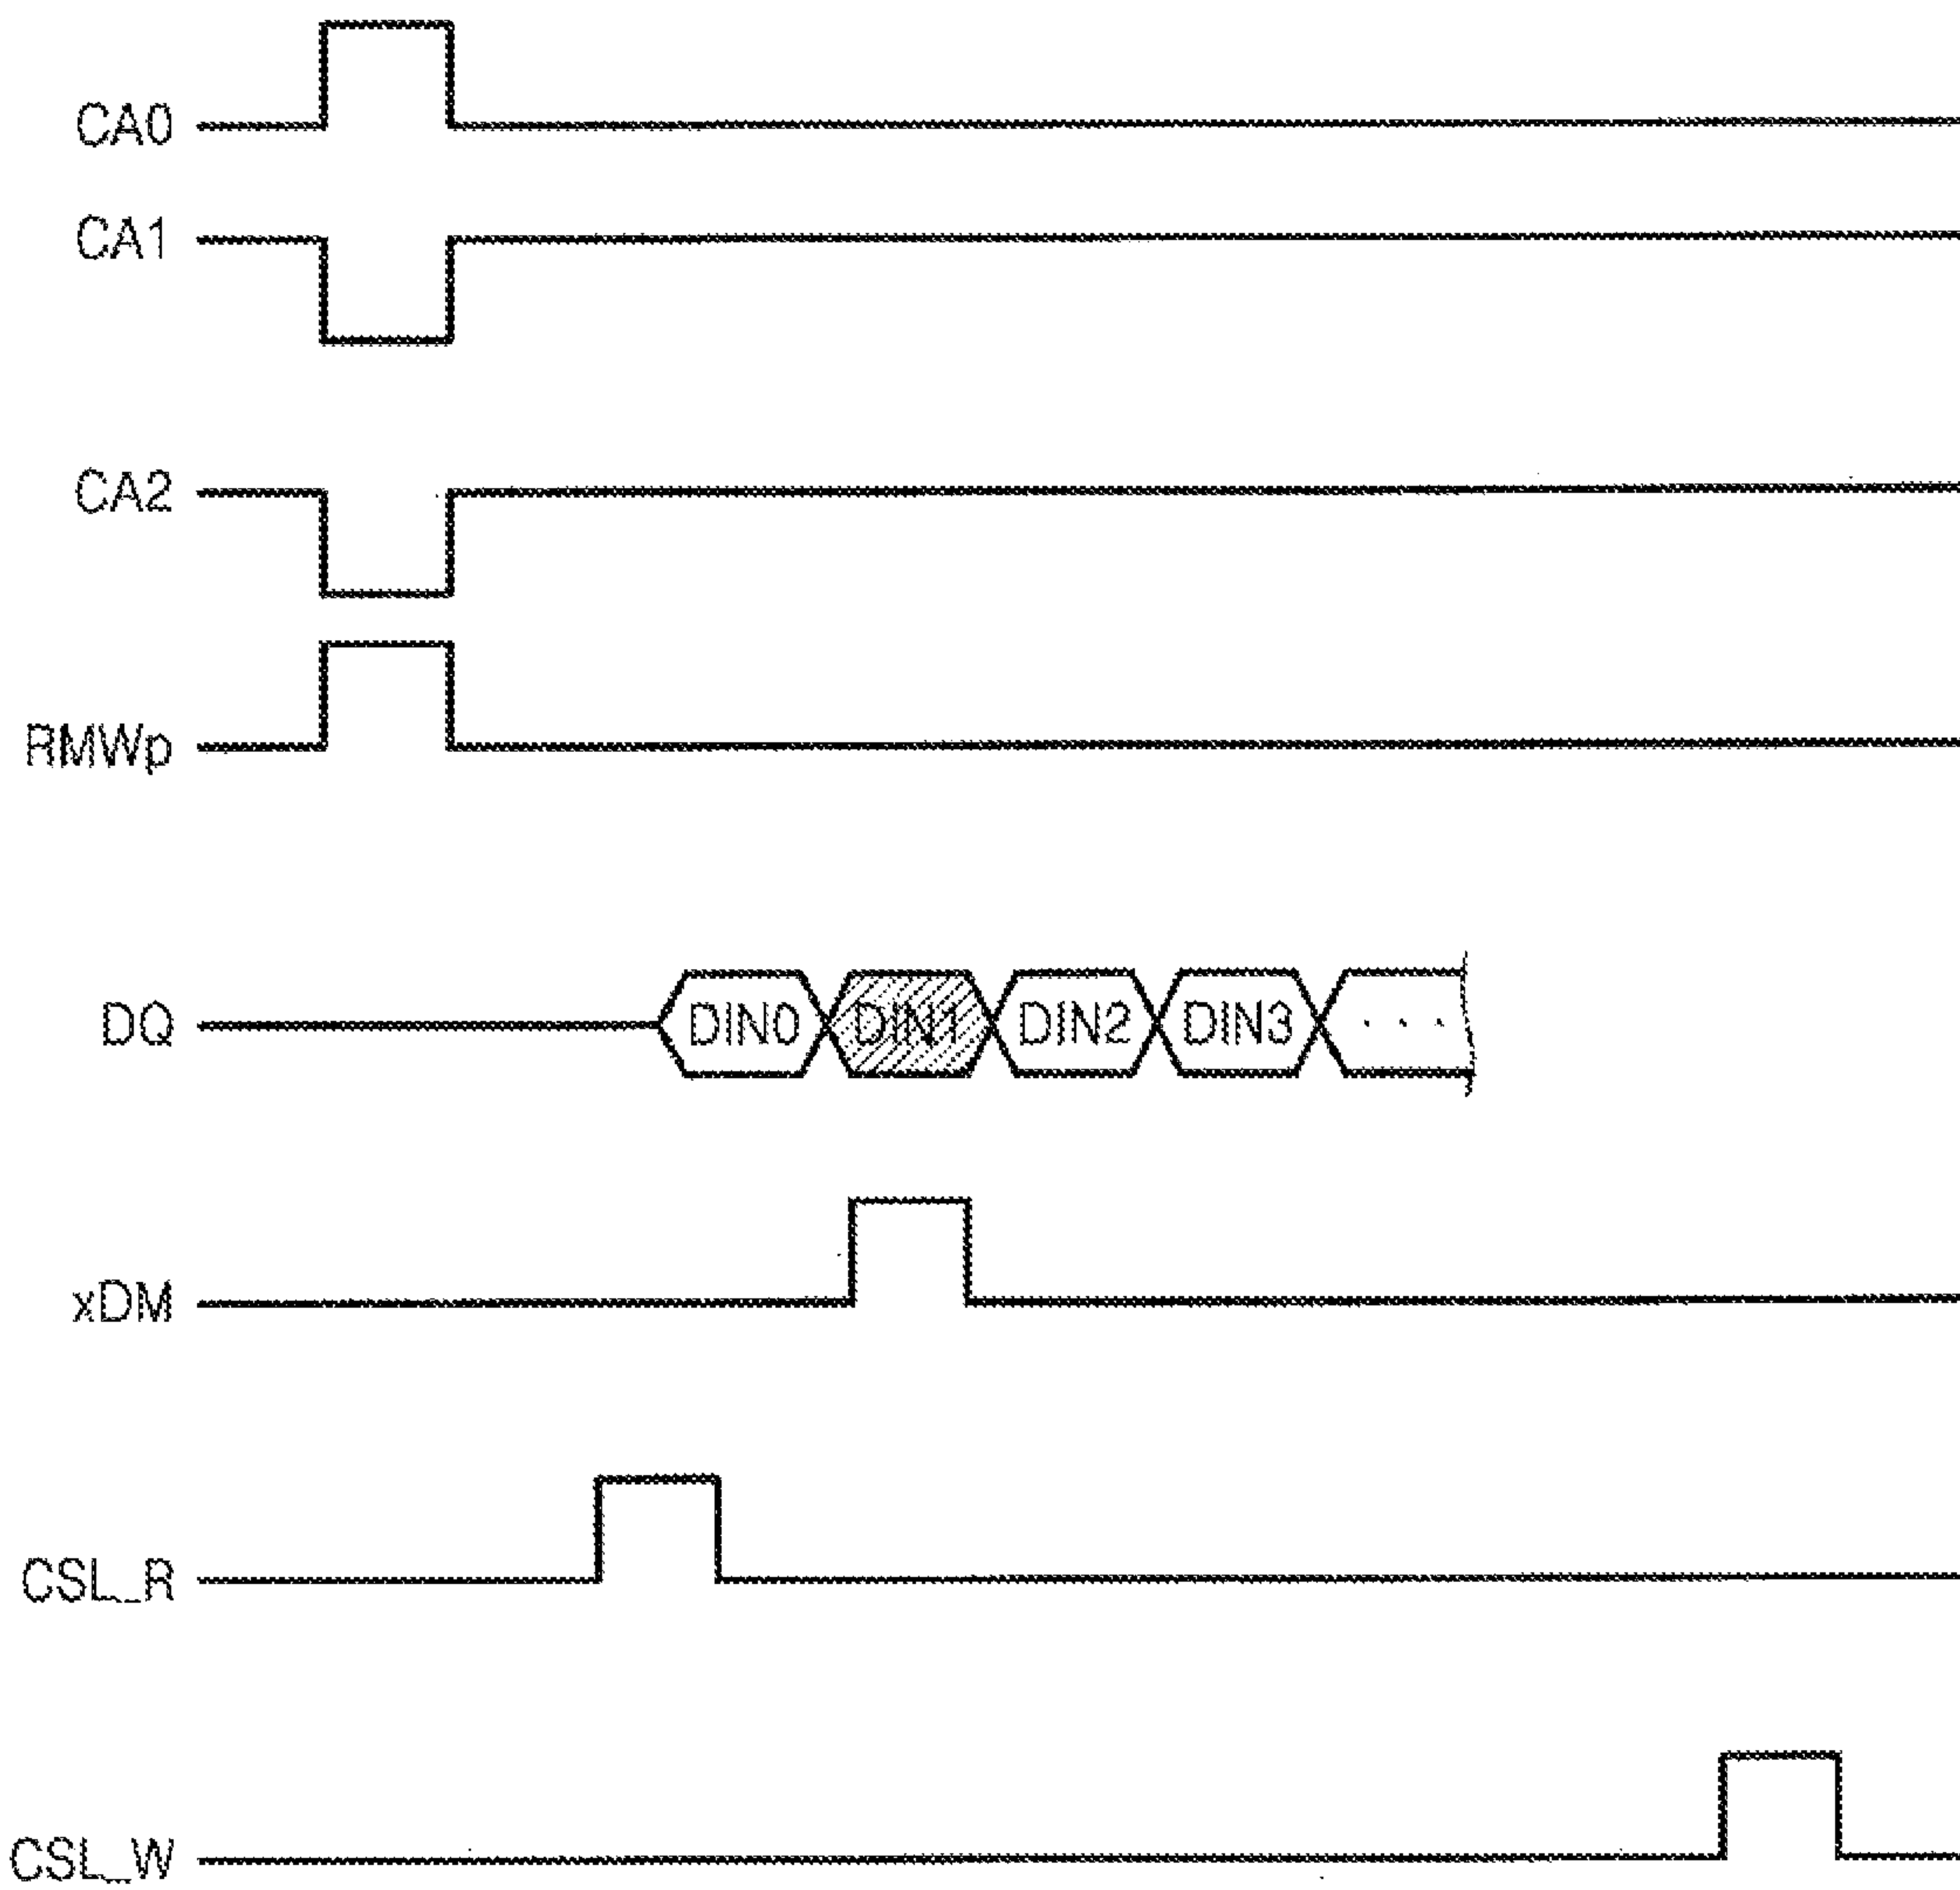 CA0
CA1
CA2
RMWp
DQ DIN0 DIN1 DIN2 DIN3 . . .
xDM
CSL_R
CSL_W